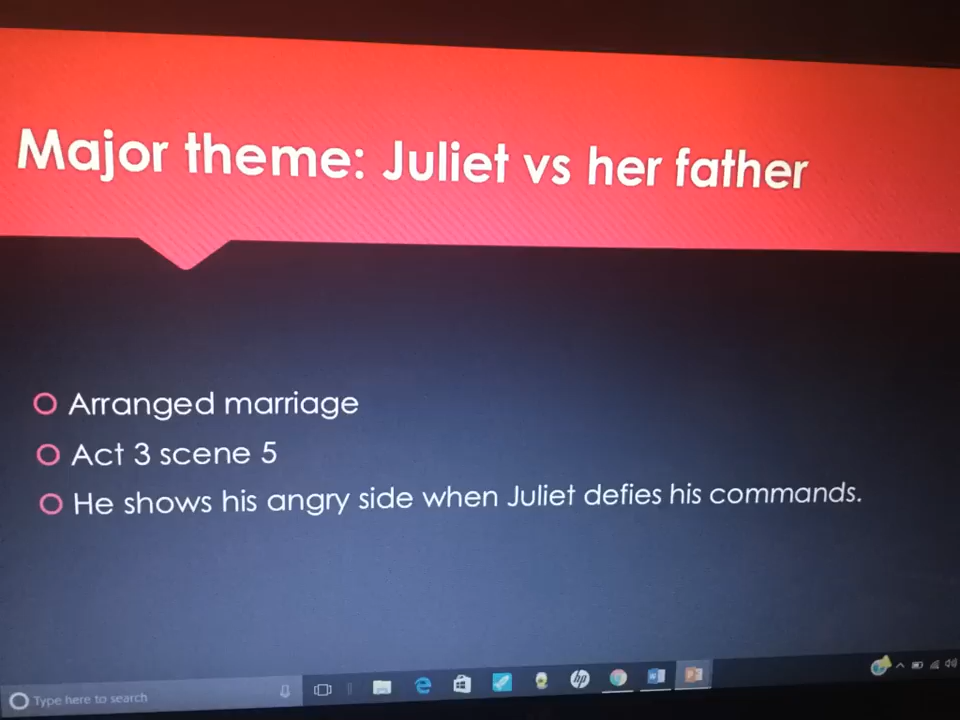 Major theme: Juliet vs her father
Arranged marriage
Act 3 scene 5
He shows his angry side when Juliet defies his commands.
Type here to search
hp